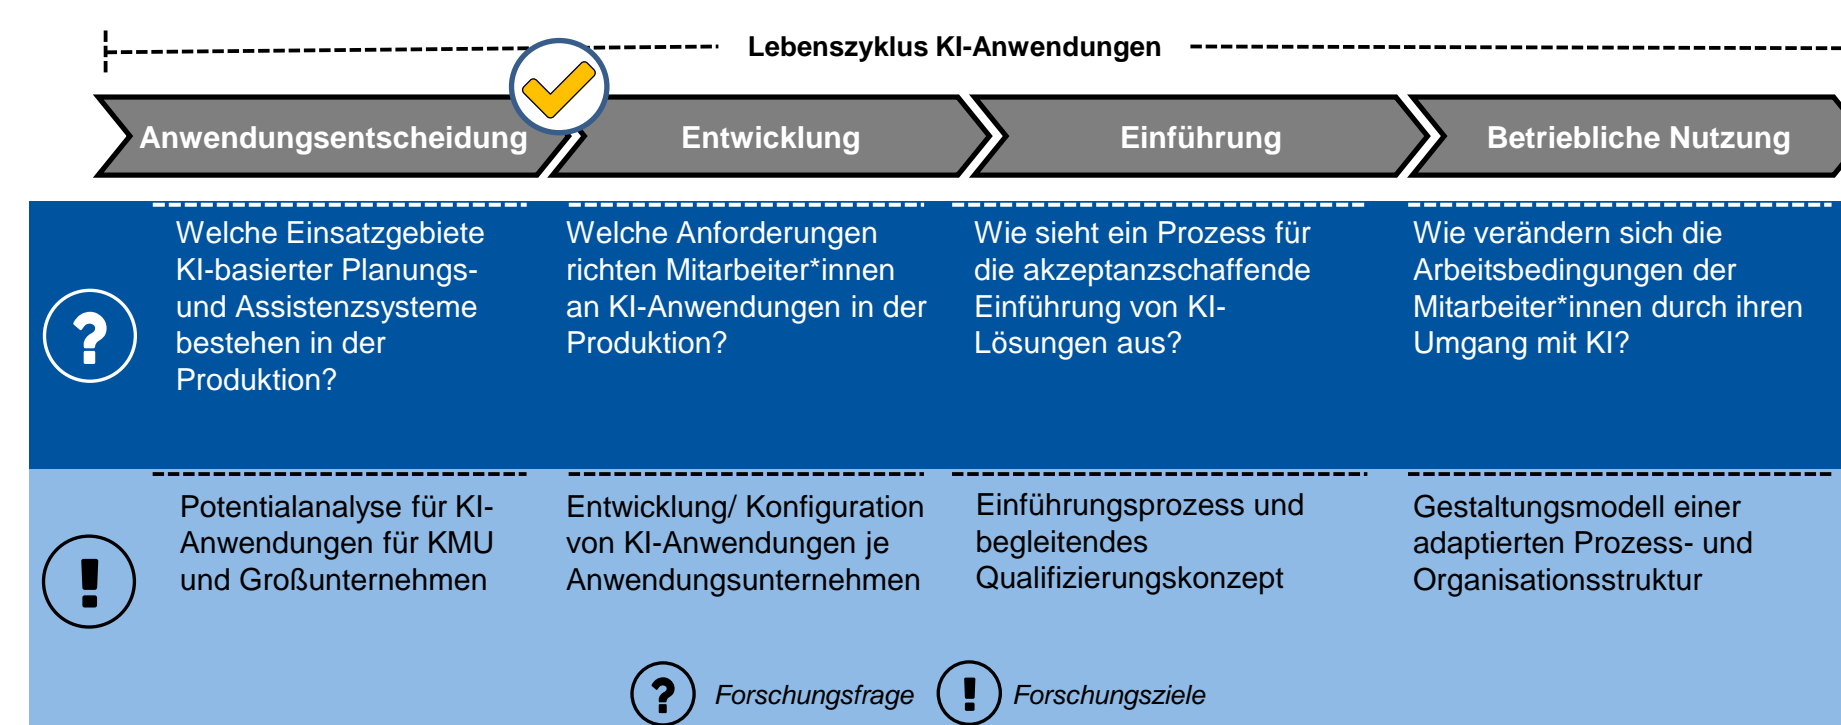 Lebenszyklus KI-Anwendungen
Anwendungsentscheidung
Entwicklung
Einführung
Betriebliche Nutzung
?
Welche Einsatzgebiete
KI-basierter Planungs-
und Assistenzsysteme
bestehen in der
Produktion?
Welche Anforderungen
richten Mitarbeiter*innen
an KI-Anwendungen in der
Produktion?
Wie sieht ein Prozess für
die akzeptanzschaffende
Einführung von KI-
Lösungen aus?
Wie verändern sich die
Arbeitsbedingungen der
Mitarbeiter*innen durch ihren
Umgang mit KI?
!
Potentialanalyse für KI-
Anwendungen für KMU
und Großunternehmen
Entwicklung/ Konfiguration
von KI-Anwendungen je
Anwendungsunternehmen
Einführungsprozess und
begleitendes
Qualifizierungskonzept
Gestaltungsmodell einer
adaptierten Prozess- und
Organisationsstruktur
? Forschungsfrage ! Forschungsziele